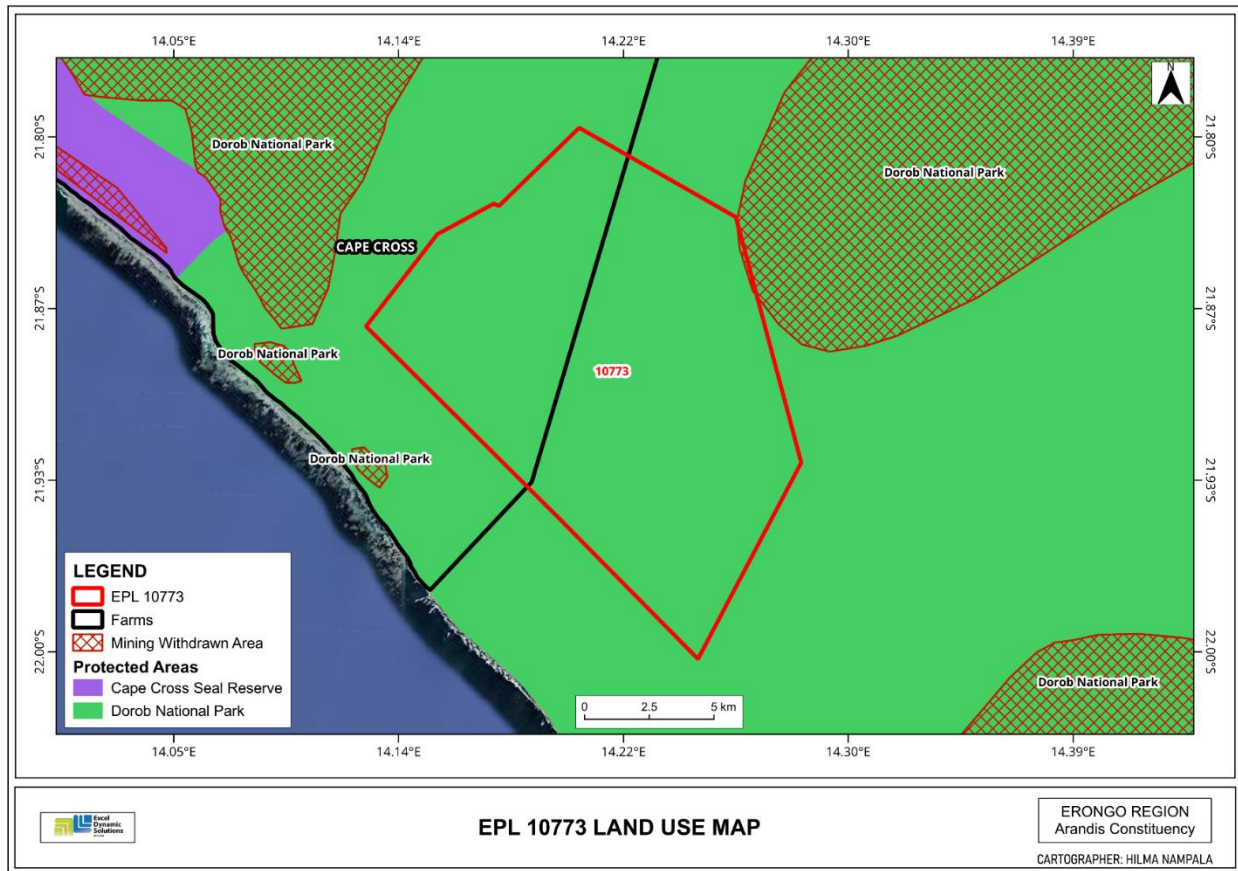 14.05°E
14.14°E
14.22°E
14.30°E
14.39°E
N
21.80°S
21.80°S
Dorob National Park
Dorob National Park
CAPE CROSS
21.87°S
21.87°S
Dorob National Park
10773
Dorob National Park
21.93°S
21.93°S
LEGEND
EPL 10773
Farms
Mining Withdrawn Area
Protected Areas
Cape Cross Seal Reserve
Dorob National Park
22.00°S
22.00°S
Dorob National Park
0 2.5 5 km
14.05°E
14.14°E
14.22°E
14.30°E
14.39°E
Excel
Dynamic
Solutions
EPL 10773 LAND USE MAP
ERONGO REGION
Arandis Constituency
CARTOGRAPHER: HILMA NAMPALA